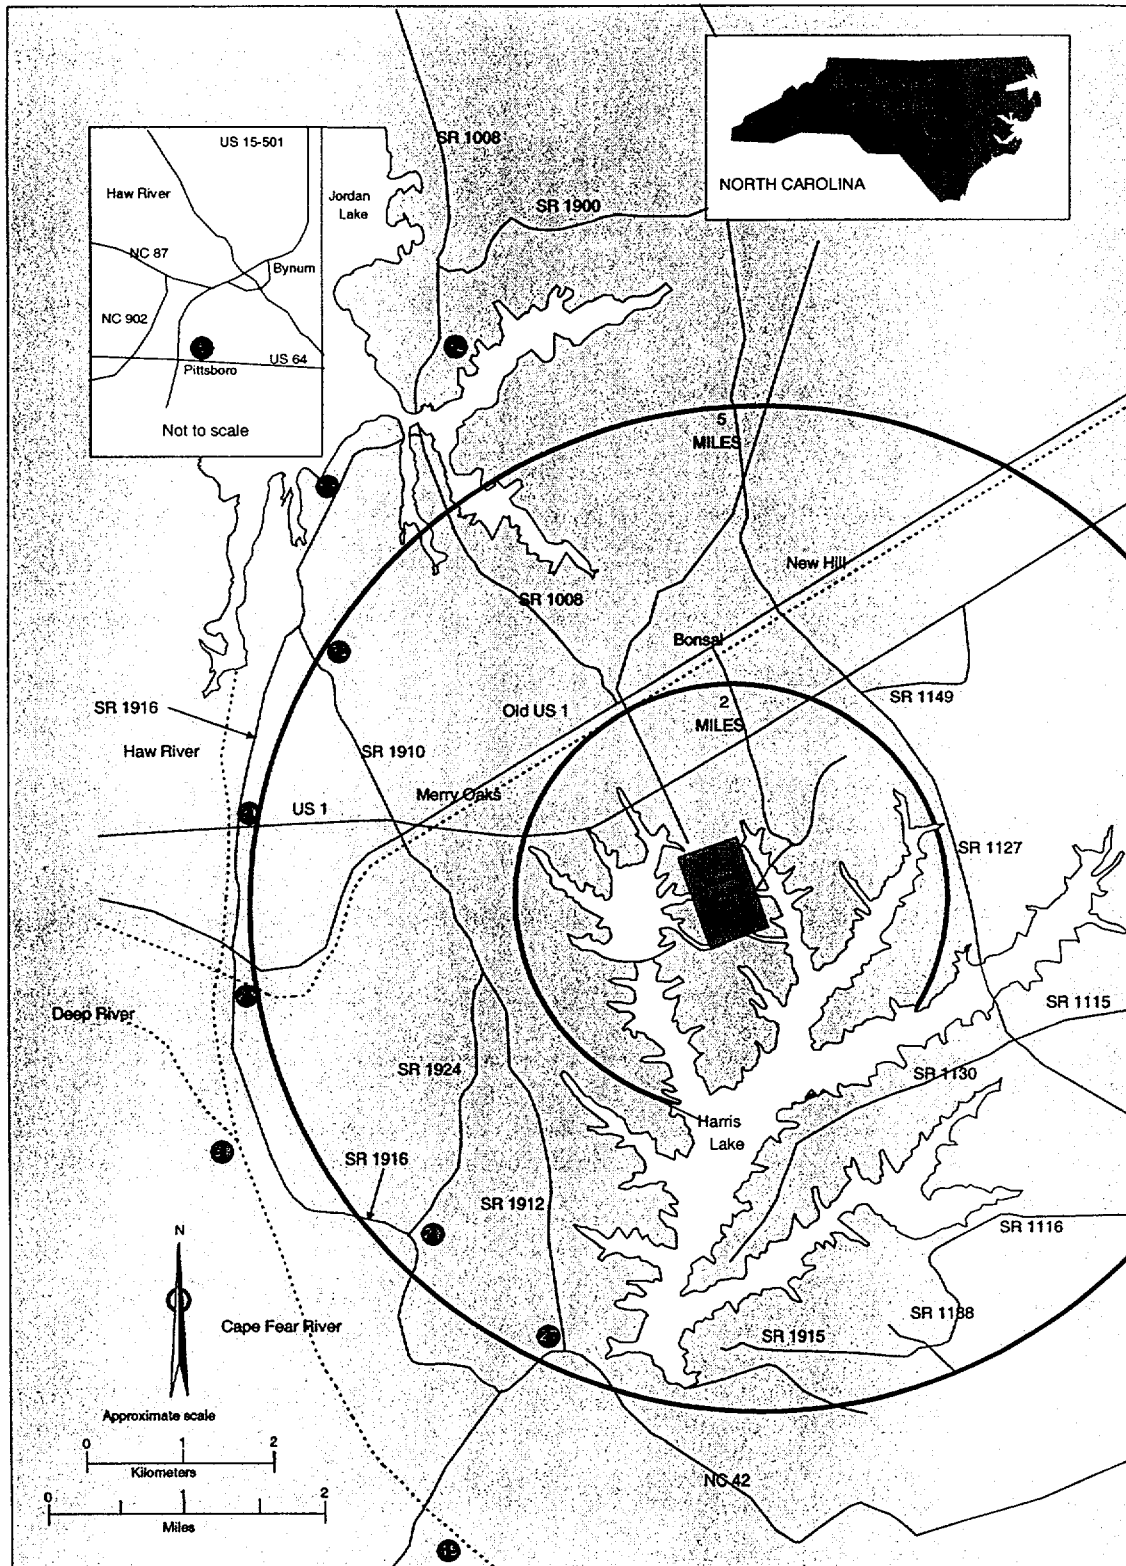 SR 1008
NORTH CAROLINA
US 15-501
Haw River
Jordan
Lake
SR 1900
NC 87
Bynum
NC 902
US 64
Pittsboro
Not to scale
5
MILES
New Hill
SR 1008
Bonsal
SR 1149
2
MILES
SR 1916
Old US 1
Haw River
SR 1910
Merry Oaks
US 1
SR 1127
SR 1115
Deep River
SR 1924
SR 1130
Harris
Lake
SR 1916
SR 1912
SR 1116
N
SR 1188
Cape Fear River
SR 1915
Approximate scale
0 1 2
Kilometers
NC 42
0 1 2
Miles